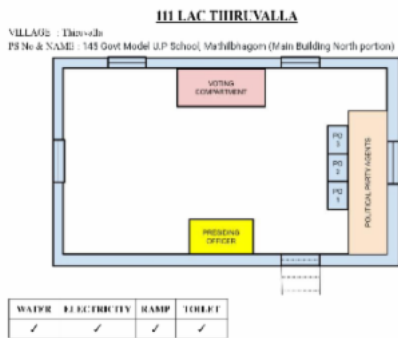 111 LAC THIRUVALLA
VILLAGE : Thiruvalla
PS No & NAME : 145 Govt Model U.P School, Mathilbhagom (Main Building North portion)
VOTING
COMPARTMENT
PO 3
PO 2
PO 1
POLITICAL PARTY AGENTS
PRESIDING
OFFICER
WATER ELECTRICITY RAMP TOILET
✓ ✓ ✓ ✓